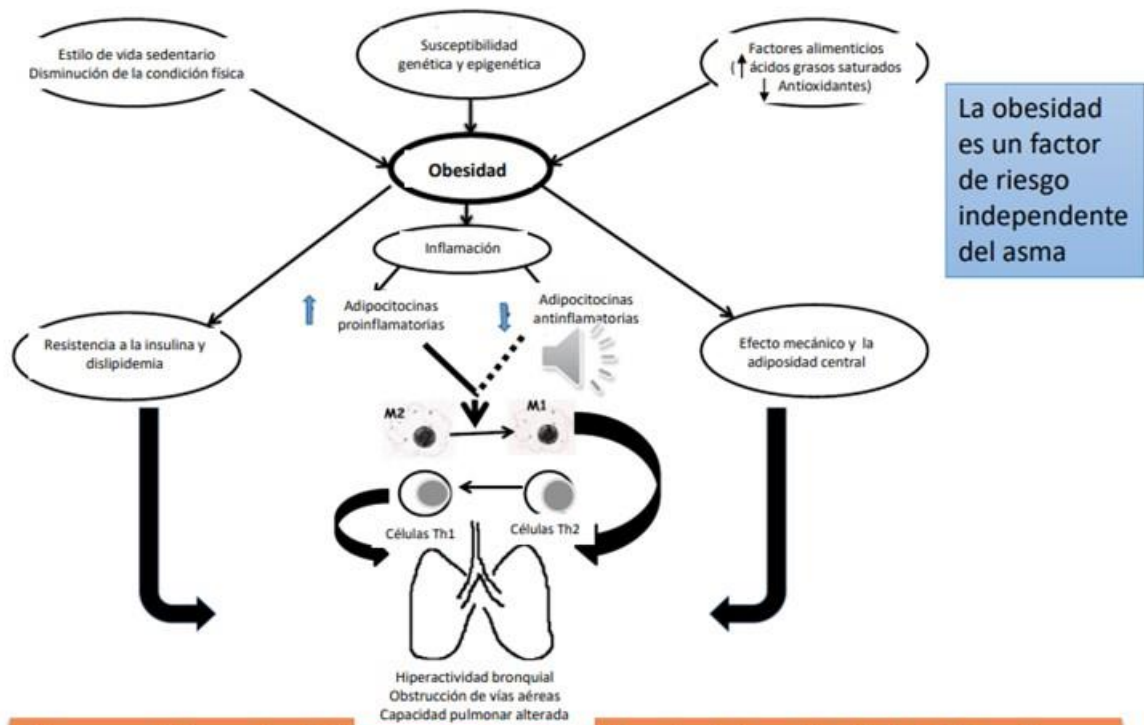 Estilo de vida sedentario
Disminución de la condición física
Susceptibilidad
genética y epigenética
Factores alimenticios
(↑ácidos grasos saturados
↓ Antioxidantes)
La obesidad
es un factor
de riesgo
independente
del asma
Obesidad
Inflamación
Adipocitocinas
proinflamatorias
Adipocitocinas
antinflamatorias
Resistencia a la insulina y
dislipidemia
Efecto mecánico y la
adiposidad central
M2
M1
Células Th1
Células Th2
Hiperactividad bronquial
Obstrucción de vías aéreas
Capacidad pulmonar alterada